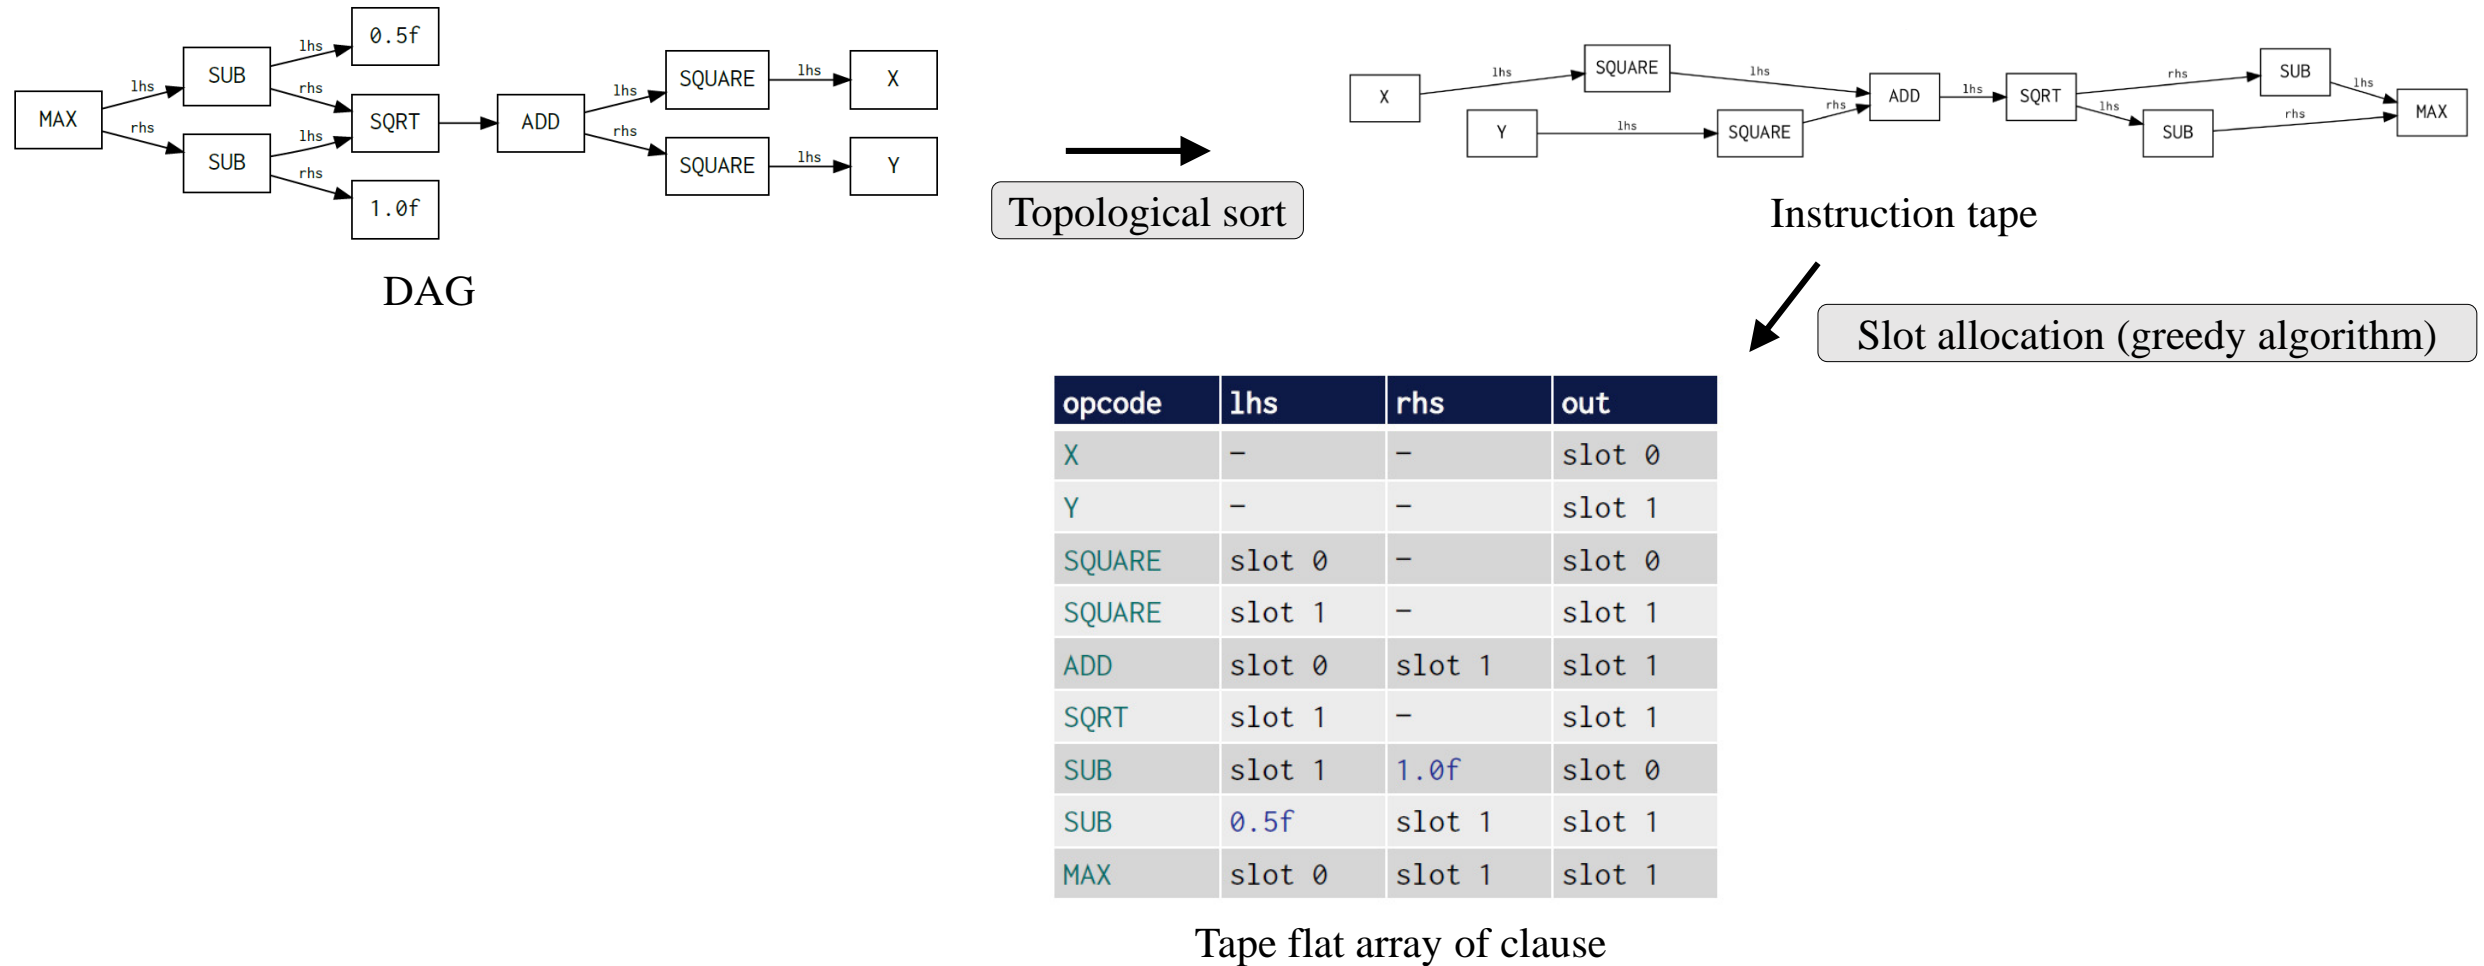 0.5f
lhs
SUB
lhs
rhs
MAX
SQRT
rhs
lhs
SUB
rhs
1.0f
ADD
lhs
SQUARE
lhs
X
rhs
SQUARE
lhs
Y
DAG
Topological sort
X
lhs
SQUARE
lhs
Y
lhs
SQUARE
rhs
ADD
lhs
SQRT
rhs
SUB
lhs
lhs
SUB
rhs
MAX
Instruction tape
Slot allocation (greedy algorithm)
opcode lhs rhs out
X – – slot 0
Y – – slot 1
SQUARE slot 0 – slot 0
SQUARE slot 1 – slot 1
ADD slot 0 slot 1 slot 1
SQRT slot 1 – slot 1
SUB slot 1 1.0f slot 0
SUB 0.5f slot 1 slot 1
MAX slot 0 slot 1 slot 1
Tape flat array of clause